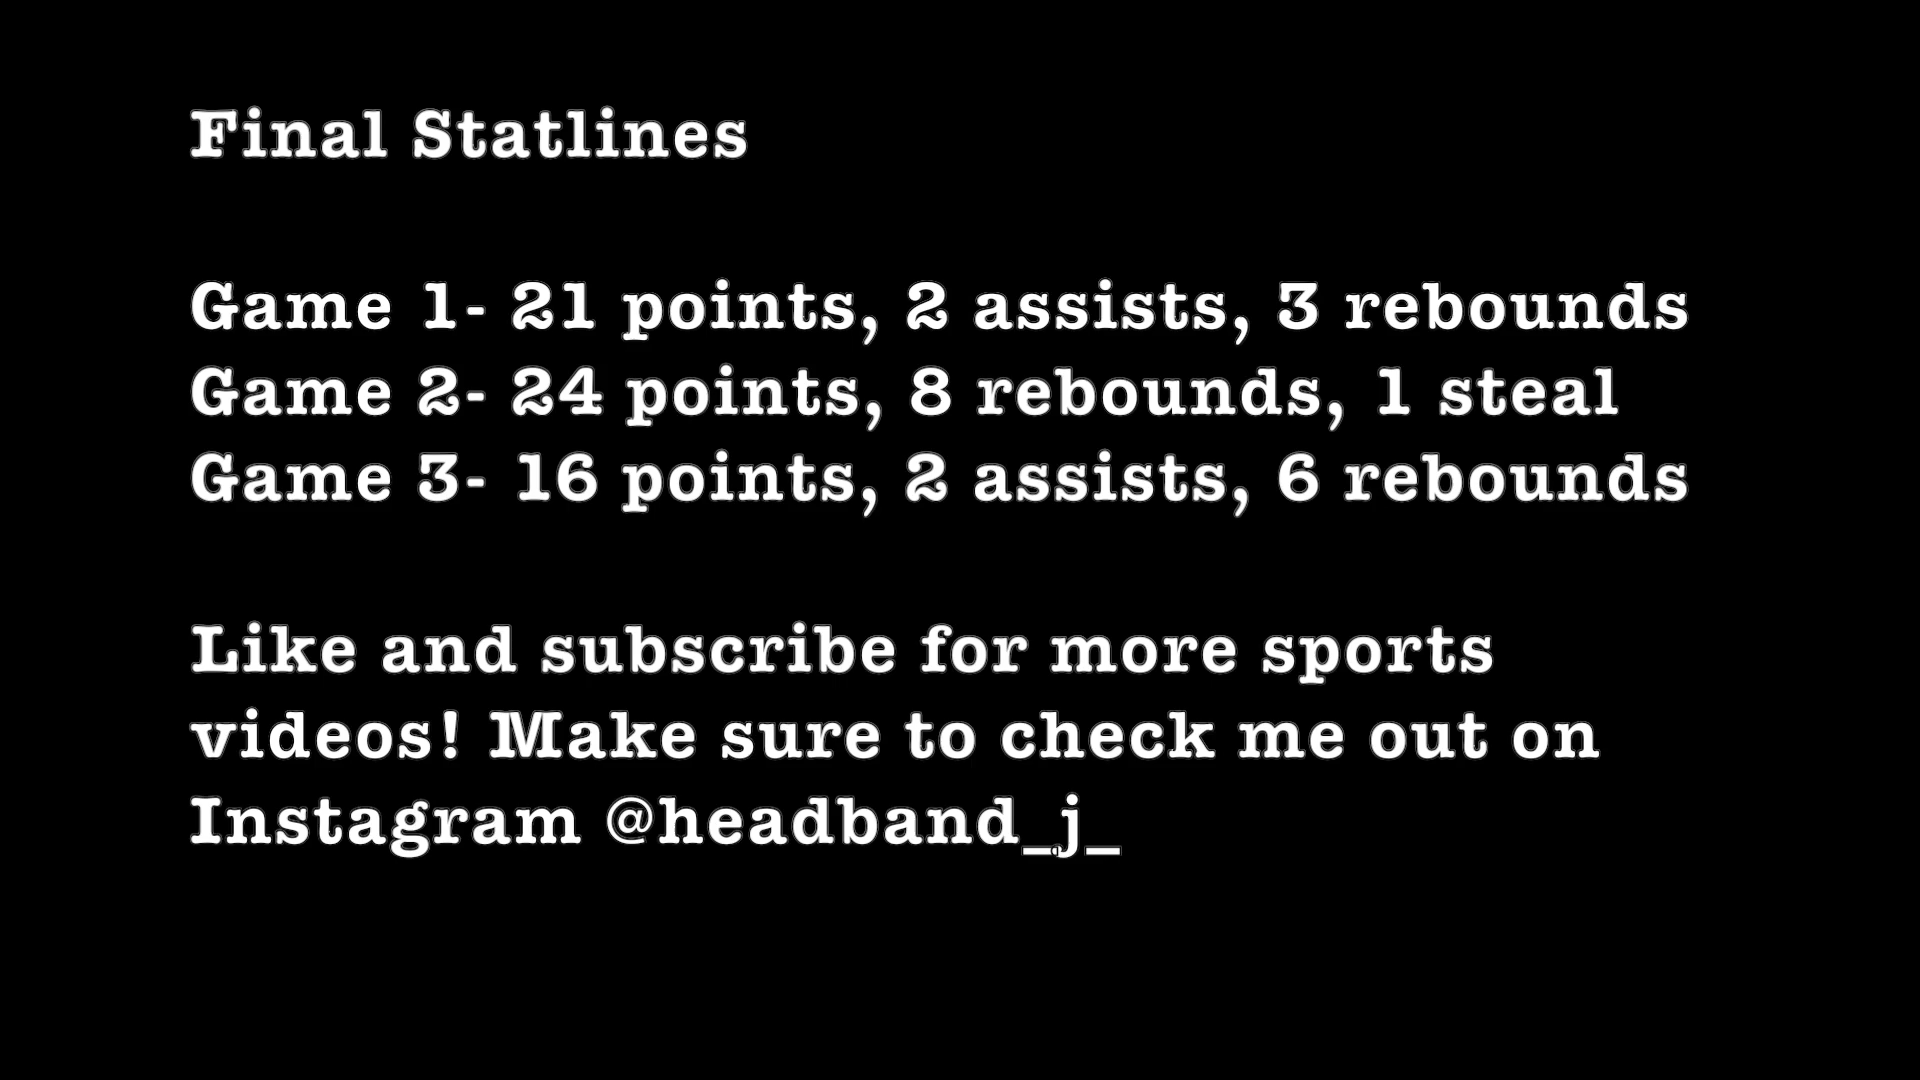 Final Statlines
Game 1- 21 points, 2 assists, 3 rebounds
Game 2- 24 points, 8 rebounds, 1 steal
Game 3- 16 points, 2 assists, 6 rebounds
Like and subscribe for more sports
videos! Make sure to check me out on
Instagram @headband_j_